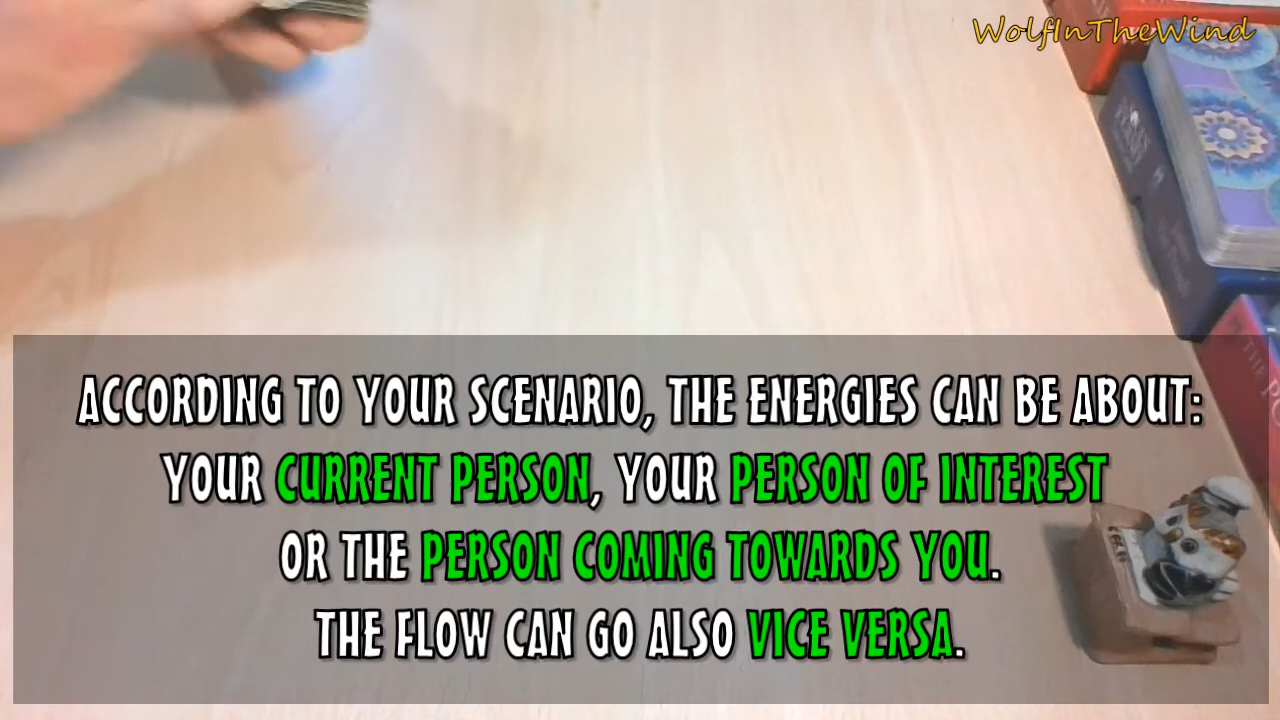 WolfInTheWind
ACCORDING TO YOUR SCENARIO, THE ENERGIES CAN BE ABOUT:
YOUR CURRENT PERSON, YOUR PERSON OF INTEREST
OR THE PERSON COMING TOWARDS YOU.
THE FLOW CAN GO ALSO VICE VERSA.